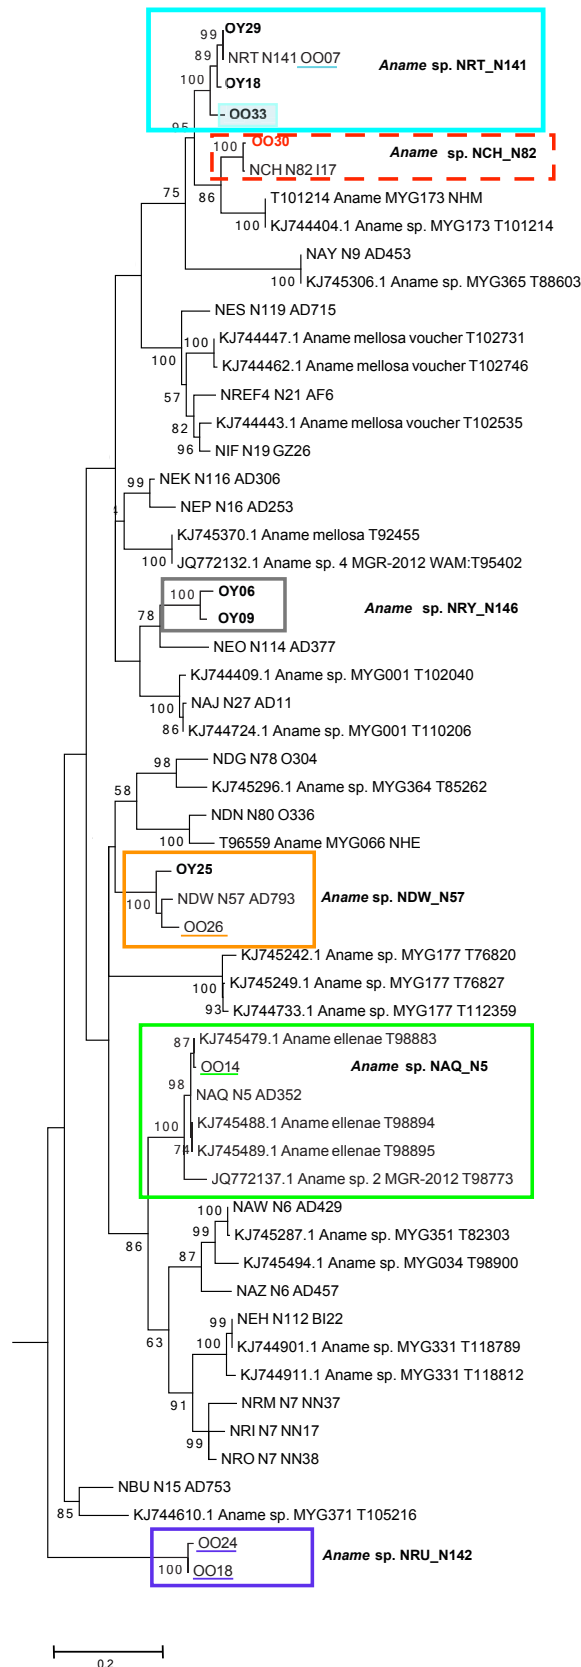 99 OY29
89 NRT N141 OO07 Aname sp. NRT_N141
100 OY18
OO33
95
100 OO30 Aname sp. NCH_N82
NCH N82 I17
75 86 T101214 Aname MYG173 NHM
100 KJ744404.1 Aname sp. MYG173 T101214
NAY N9 AD453
100 KJ745306.1 Aname sp. MYG365 T88603
NES N119 AD715
100 KJ744447.1 Aname mellosa voucher T102731
100 KJ744462.1 Aname mellosa voucher T102746
57 NREF4 N21 AF6
82 KJ744443.1 Aname mellosa voucher T102535
96 NIF N19 GZ26
99 NEK N116 AD306
NEP N16 AD253
KJ745370.1 Aname mellosa T92455
100 JQ772132.1 Aname sp. 4 MGR-2012 WAM:T95402
100 OY06 Aname sp. NRY_N146
78 OY09
NEO N114 AD377
KJ744409.1 Aname sp. MYG001 T102040
100 NAJ N27 AD11
86 KJ744724.1 Aname sp. MYG001 T110206
98 NDG N78 O304
58 KJ745296.1 Aname sp. MYG364 T85262
NDN N80 O336
100 T96559 Aname MYG066 NHE
OY25
100 NDW N57 AD793 Aname sp. NDW_N57
OO26
KJ745242.1 Aname sp. MYG177 T76820
100 KJ745249.1 Aname sp. MYG177 T76827
93 KJ744733.1 Aname sp. MYG177 T112359
87 KJ745479.1 Aname ellenae T98883
OO14 Aname sp. NAQ_N5
98 NAQ N5 AD352
100 KJ745488.1 Aname ellenae T98894
74 KJ745489.1 Aname ellenae T98895
JQ772137.1 Aname sp. 2 MGR-2012 T98773
100 NAW N6 AD429
86 99 KJ745287.1 Aname sp. MYG351 T82303
87 KJ745494.1 Aname sp. MYG034 T98900
NAZ N6 AD457
99 NEH N112 BI22
63 100 KJ744901.1 Aname sp. MYG331 T118789
KJ744911.1 Aname sp. MYG331 T118812
91 NRM N7 NN37
NRI N7 NN17
99 NRO N7 NN38
NBU N15 AD753
85 KJ744610.1 Aname sp. MYG371 T105216
OO24 Aname sp. NRU_N142
100 OO18
0.2